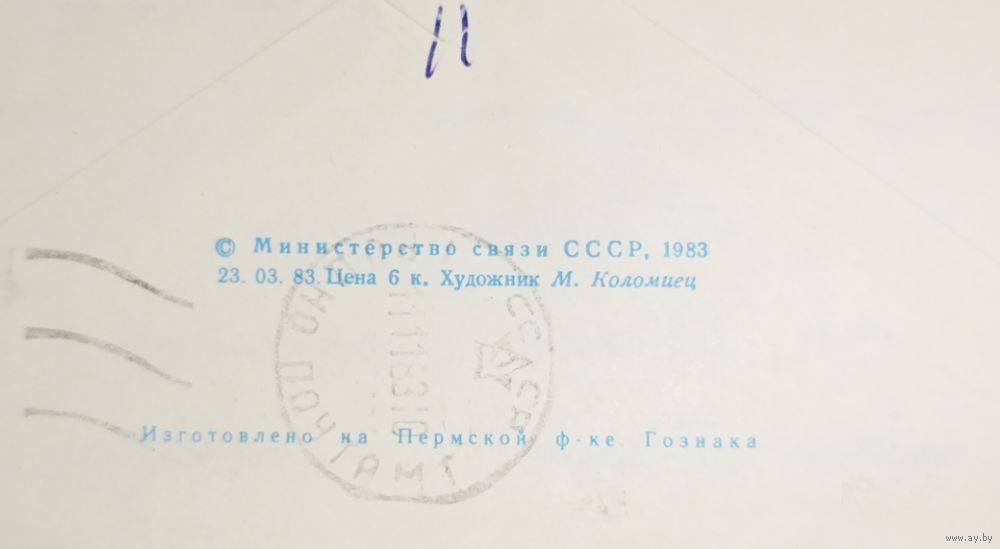 © Министерство связи СССР, 1983
23. 03. 83. Цена 6 к. Художник М. Коломиец
ПОЧТАМТ
Изготовлено на Пермской ф-ке Гознака
www.ay.by